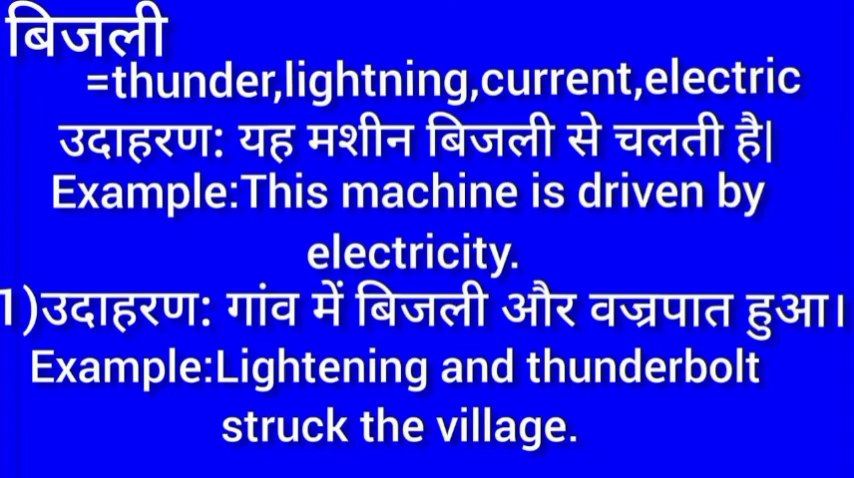 बिजली
=thunder,lightning,current,electric
उदाहरण: यह मशीन बिजली से चलती है|
Example:This machine is driven by
electricity.
1)उदाहरण: गांव में बिजली और वज्रपात हुआ।
Example:Lightening and thunderbolt
struck the village.